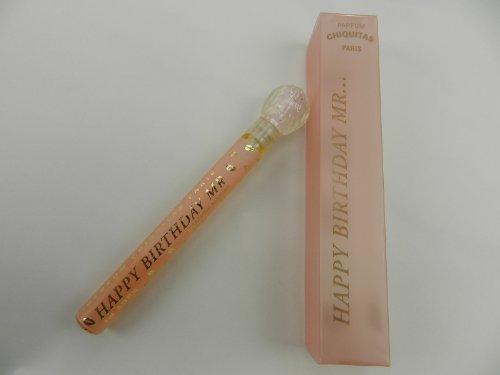 PARFUM
CHIQUITAS
PARIS
HAPPY BIRTHDAY MR...
HAPPY BIRTHDAY MR